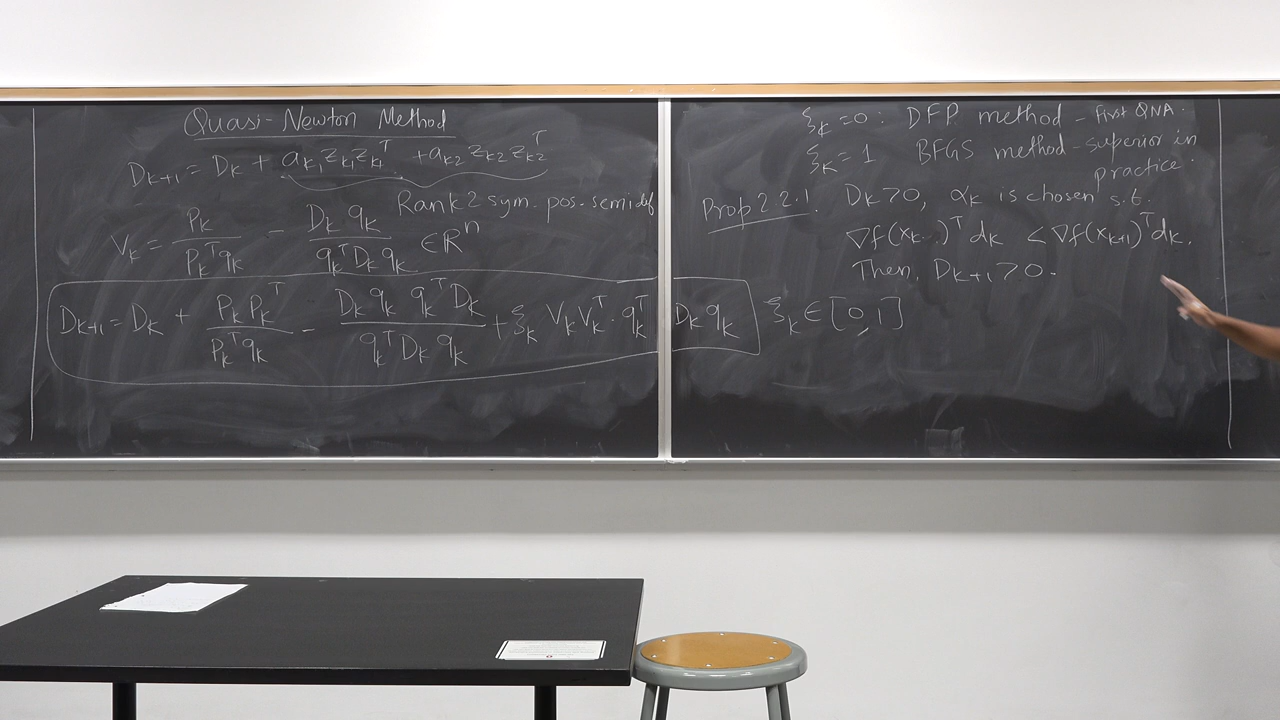 Quasi-Newton Method
D_{k+1} = D_k + a_{k1} z_{k1} z_{k1}^T + a_{k2} z_{k2} z_{k2}^T
Rank 2 sym. pos-semidef
V_k = P_k / (P_k^T q_k) - D_k q_k / (q_k^T D_k q_k) ∈ R^n
D_{k+1} = D_k + P_k P_k^T / (P_k^T q_k) - D_k q_k q_k^T D_k / (q_k^T D_k q_k) + ξ_k V_k V_k^T · q_k^T D_k q_k ξ_k ∈ [0,1]
ξ_k = 0 : DFP method - First QNA.
ξ_k = 1 BFGS method - superior in
practice.
Prop 2.2.1. D_k > 0, α_k is chosen s.t.
∇f(x_k)^T d_k < ∇f(x_{k+1})^T d_k.
Then, D_{k+1} > 0.